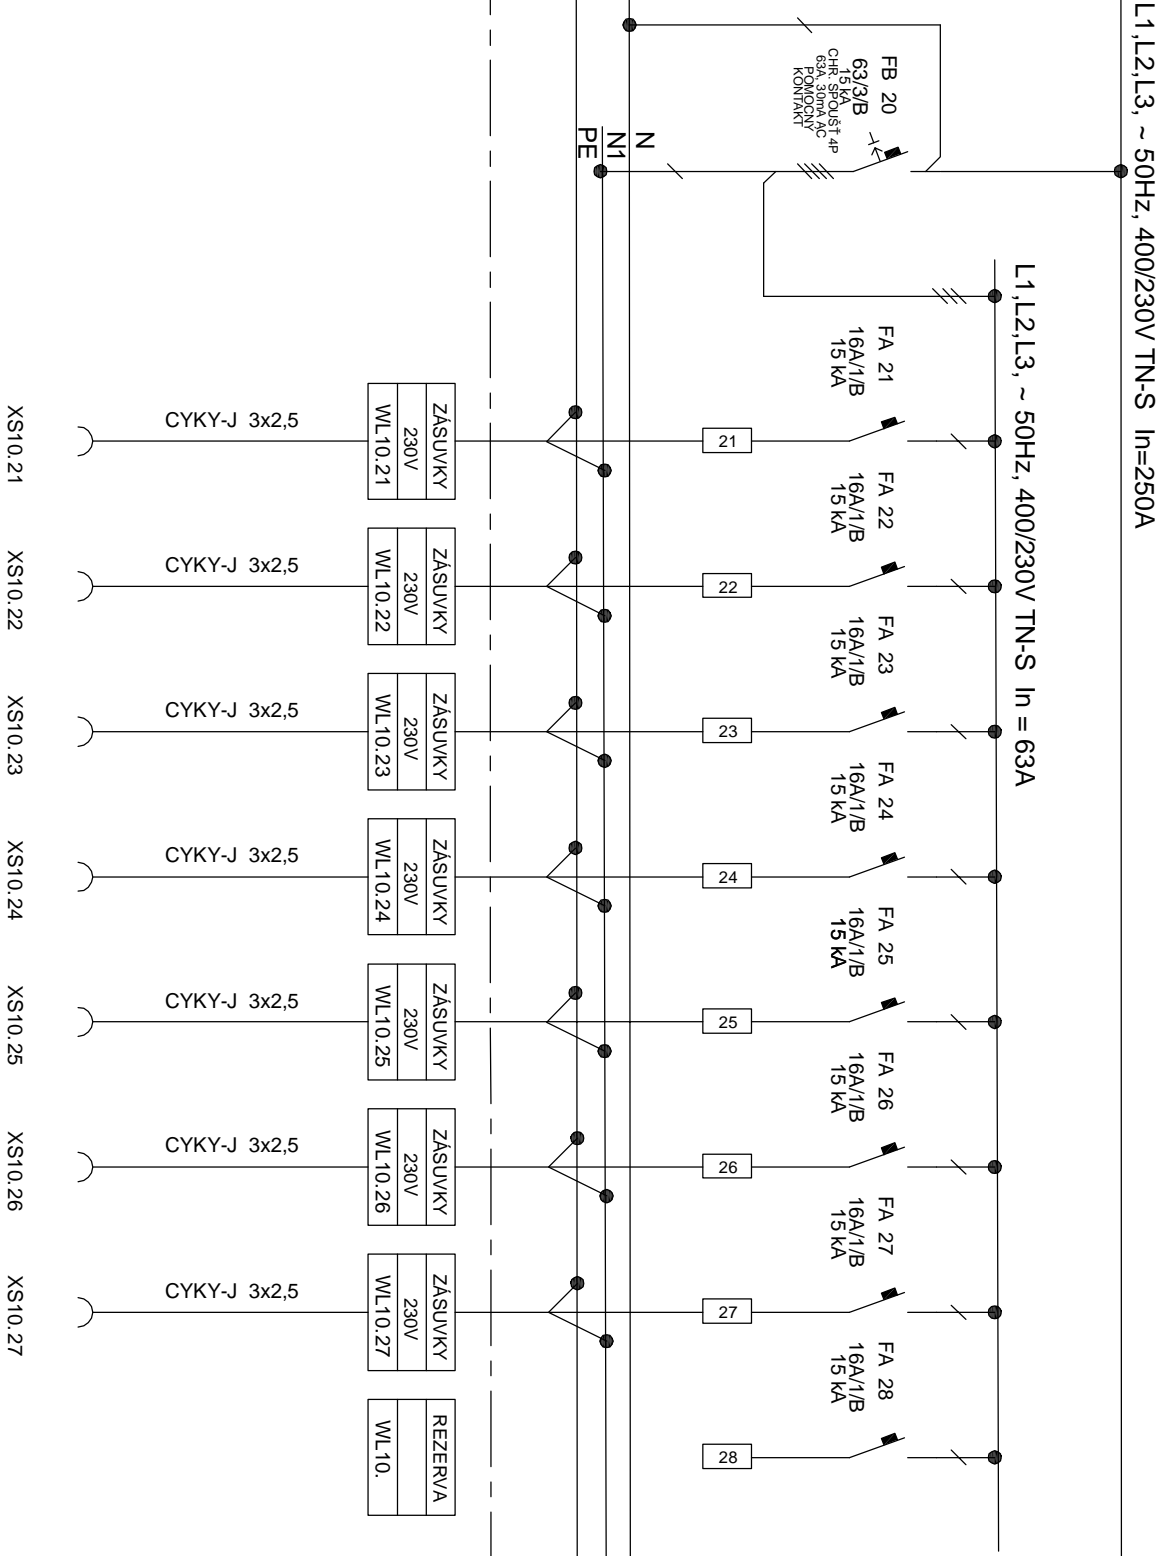 L1,L2,L3, ~ 50Hz, 400/230V TN-S In=250A
L1,L2,L3, ~ 50Hz, 400/230V TN-S In = 63A
FB 20
63/3/B
15 kA
CHR. SPOUŠŤ 4P
63A, 30mA AC
POMOCNÝ
KONTAKT
N
N1
PE
FA 21
16A/1/B
15 kA
FA 22
16A/1/B
15 kA
FA 23
16A/1/B
15 kA
FA 24
16A/1/B
15 kA
FA 25
16A/1/B
15 kA
FA 26
16A/1/B
15 kA
FA 27
16A/1/B
15 kA
FA 28
16A/1/B
15 kA
21
22
23
24
25
26
27
28
ZÁSUVKY
230V
WL10.21
ZÁSUVKY
230V
WL10.22
ZÁSUVKY
230V
WL10.23
ZÁSUVKY
230V
WL10.24
ZÁSUVKY
230V
WL10.25
ZÁSUVKY
230V
WL10.26
ZÁSUVKY
230V
WL10.27
REZERVA
WL10.
CYKY-J 3x2,5
CYKY-J 3x2,5
CYKY-J 3x2,5
CYKY-J 3x2,5
CYKY-J 3x2,5
CYKY-J 3x2,5
CYKY-J 3x2,5
XS10.21
XS10.22
XS10.23
XS10.24
XS10.25
XS10.26
XS10.27